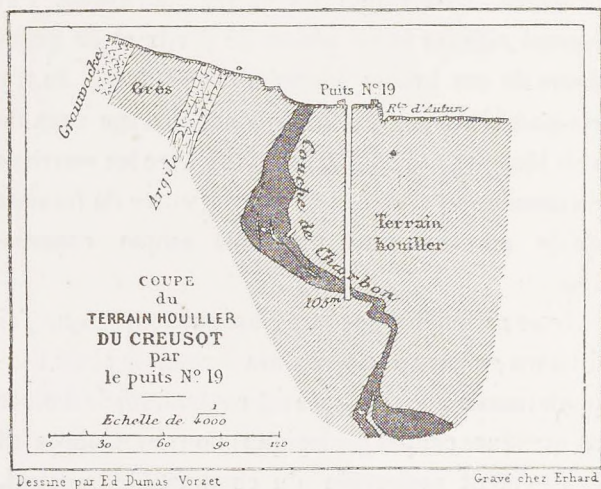 Grauwacke
Grès
Argile
Puits Nº 19
Rte d'Autun
Couche de Charbon
Terrain
houiller
105m
COUPE
du
TERRAIN HOUILLER
DU CREUSOT
par
le puits Nº 19
Echelle de 1/4000
0 30 60 90 120
Dessiné par Ed Dumas Vorzet
Gravé chez Erhard